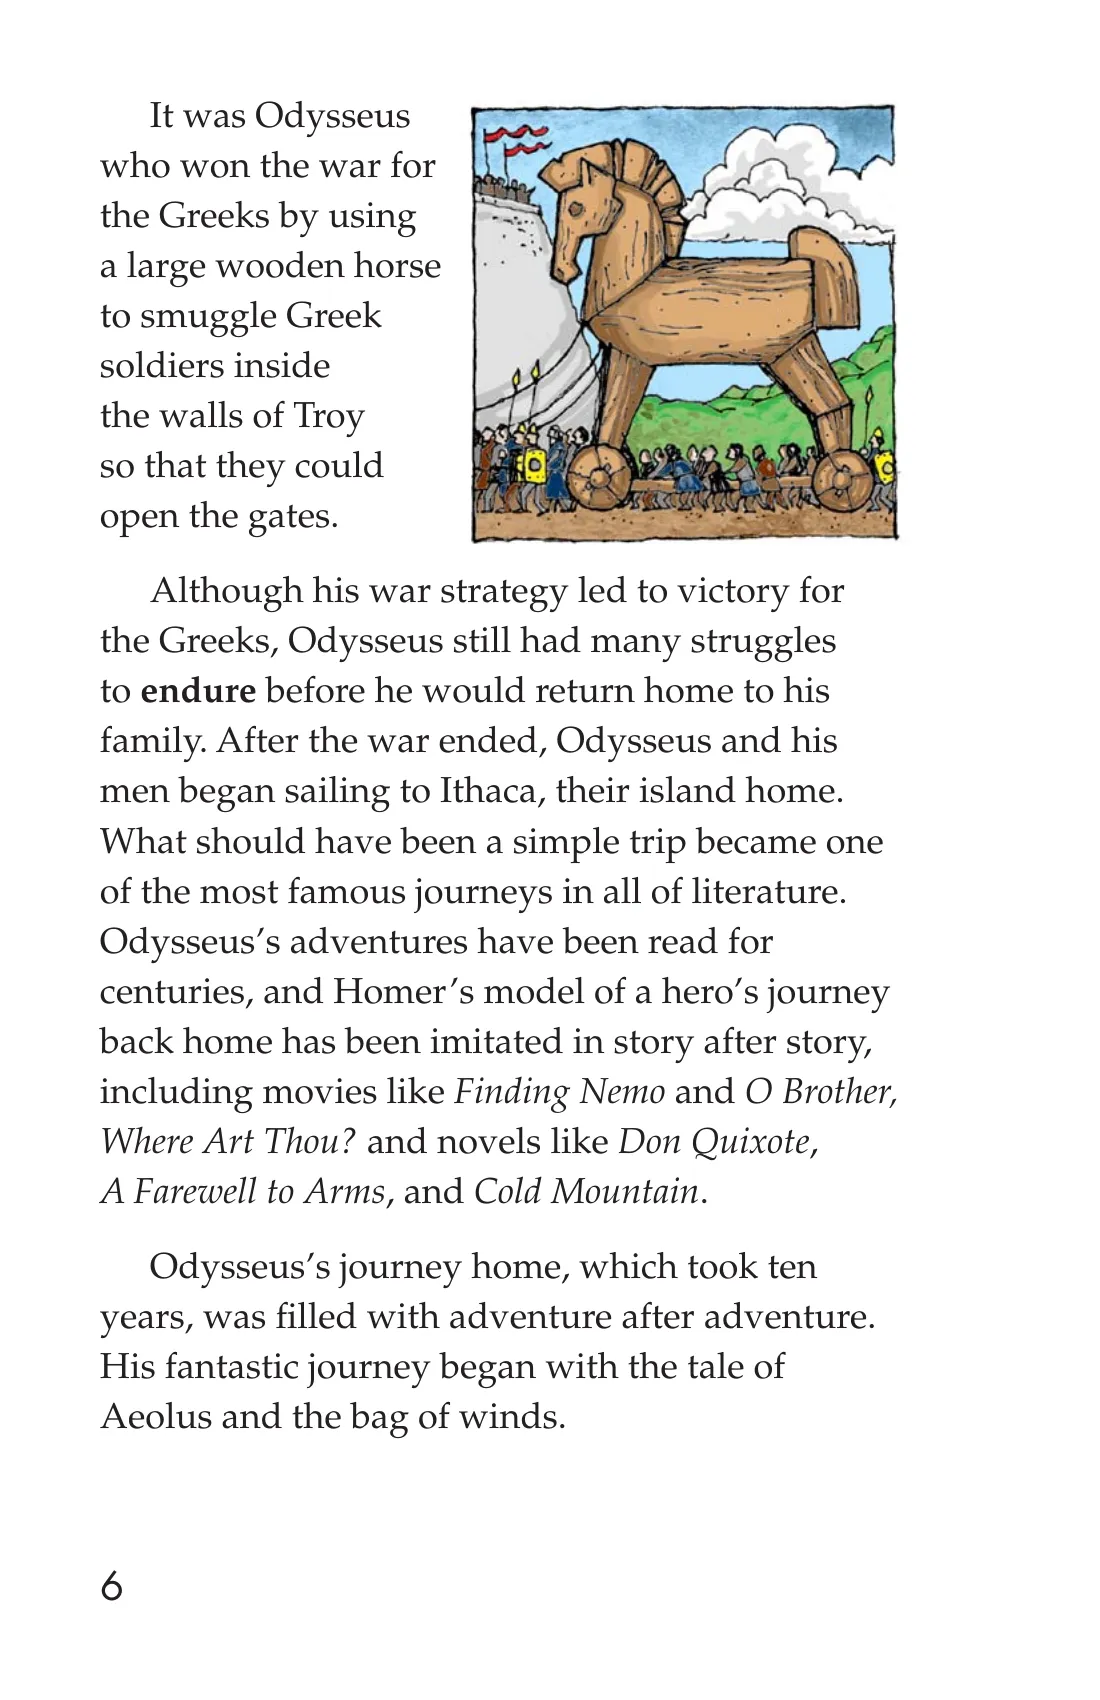 It was Odysseus
who won the war for
the Greeks by using
a large wooden horse
to smuggle Greek
soldiers inside
the walls of Troy
so that they could
open the gates.
Although his war strategy led to victory for
the Greeks, Odysseus still had many struggles
to endure before he would return home to his
family. After the war ended, Odysseus and his
men began sailing to Ithaca, their island home.
What should have been a simple trip became one
of the most famous journeys in all of literature.
Odysseus’s adventures have been read for
centuries, and Homer’s model of a hero’s journey
back home has been imitated in story after story,
including movies like Finding Nemo and O Brother,
Where Art Thou? and novels like Don Quixote,
A Farewell to Arms, and Cold Mountain.
Odysseus’s journey home, which took ten
years, was filled with adventure after adventure.
His fantastic journey began with the tale of
Aeolus and the bag of winds.
6